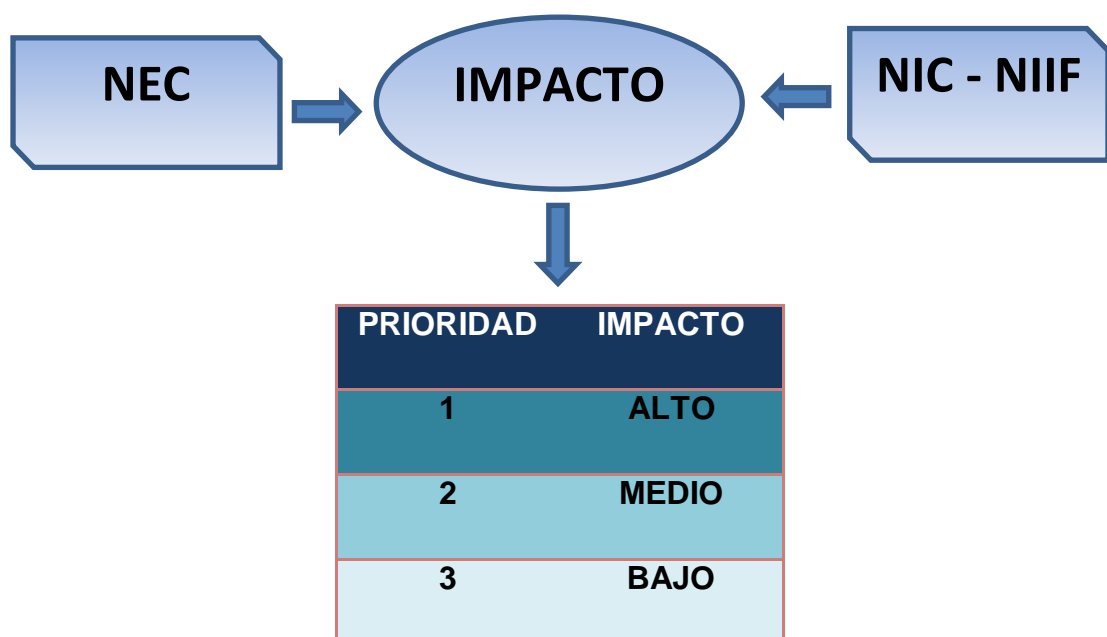 NEC
IMPACTO
NIC - NIIF
PRIORIDAD IMPACTO
1 ALTO
2 MEDIO
3 BAJO